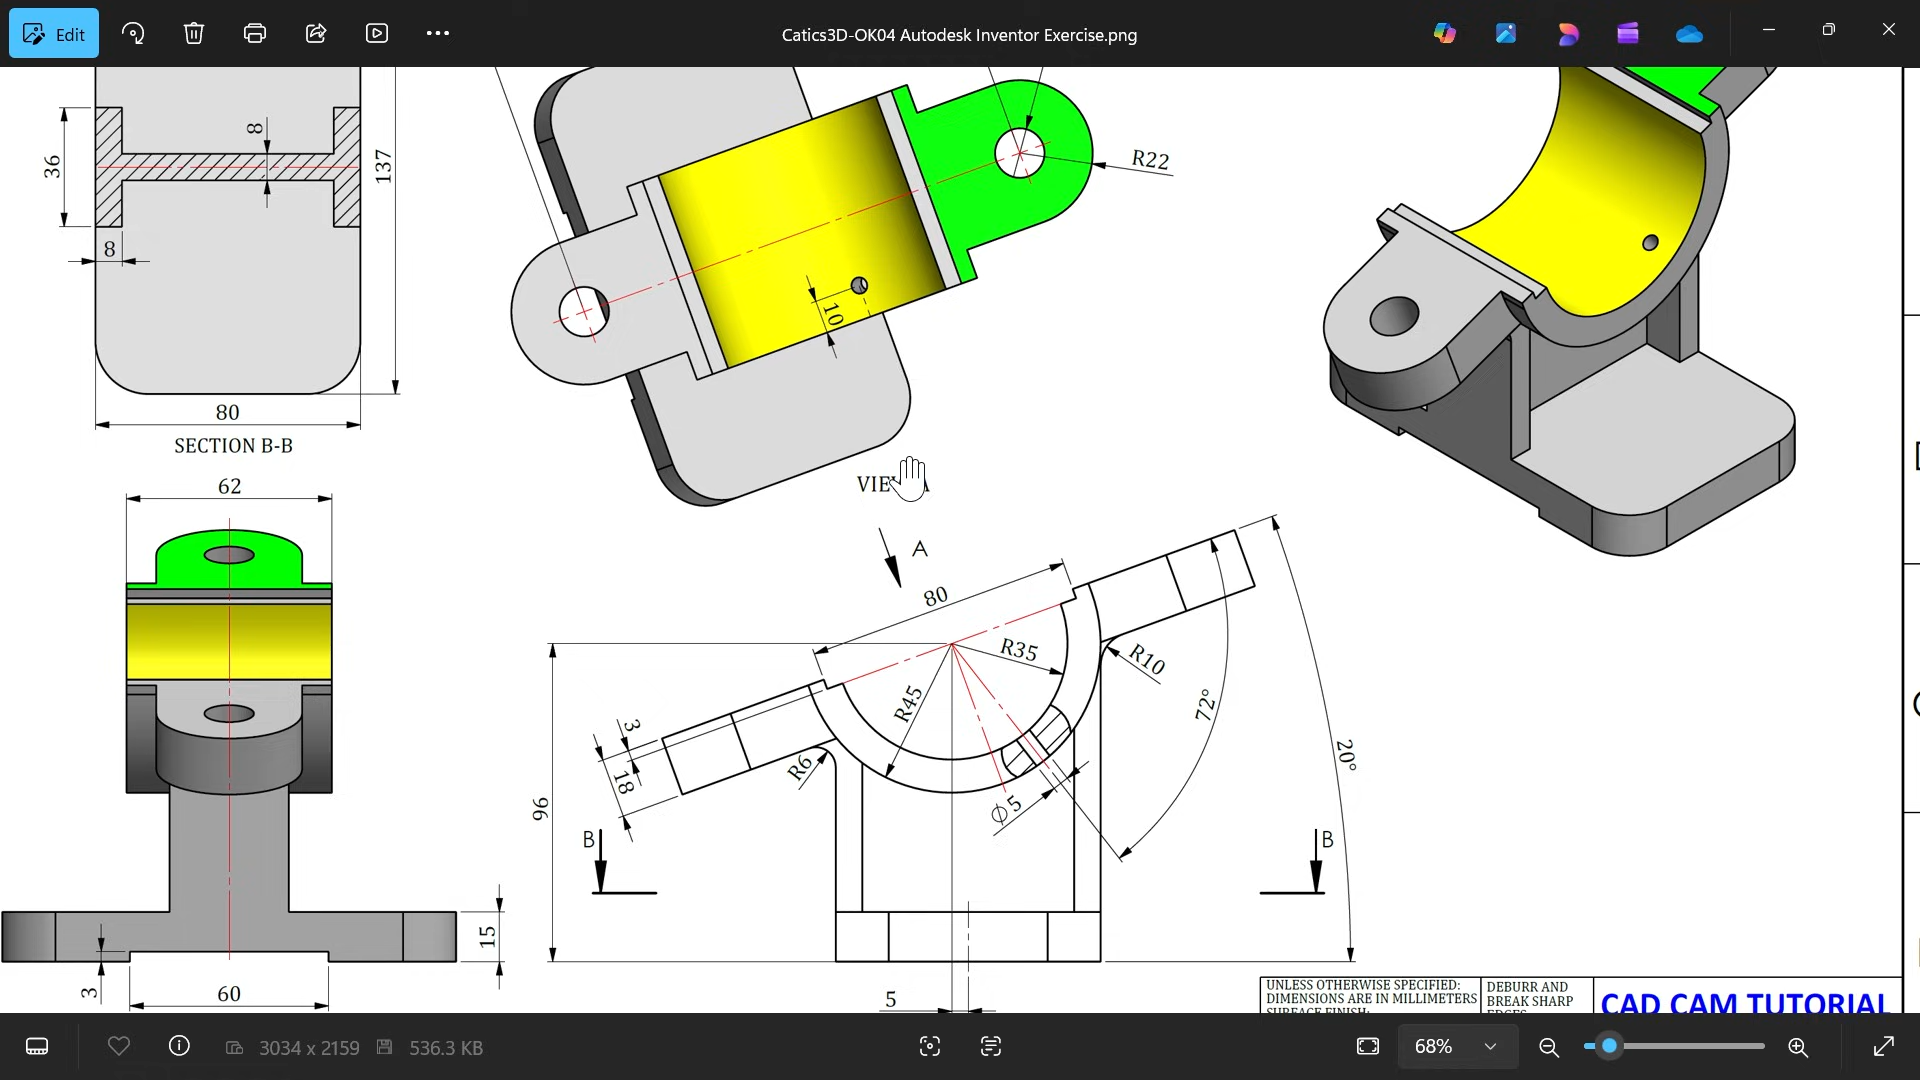 Edit
Catics3D-OK04 Autodesk Inventor Exercise.png
36
8
8
137
80
SECTION B-B
R22
10
62
A
80
R35
R10
R45
72°
20°
3
18
R6
96
∅5
B
B
15
3
60
5
UNLESS OTHERWISE SPECIFIED:
DIMENSIONS ARE IN MILLIMETERS
SURFACE FINISH:
DEBURR AND
BREAK SHARP
EDGES
CAD CAM TUTORIAL
3034 x 2159
536.3 KB
68%